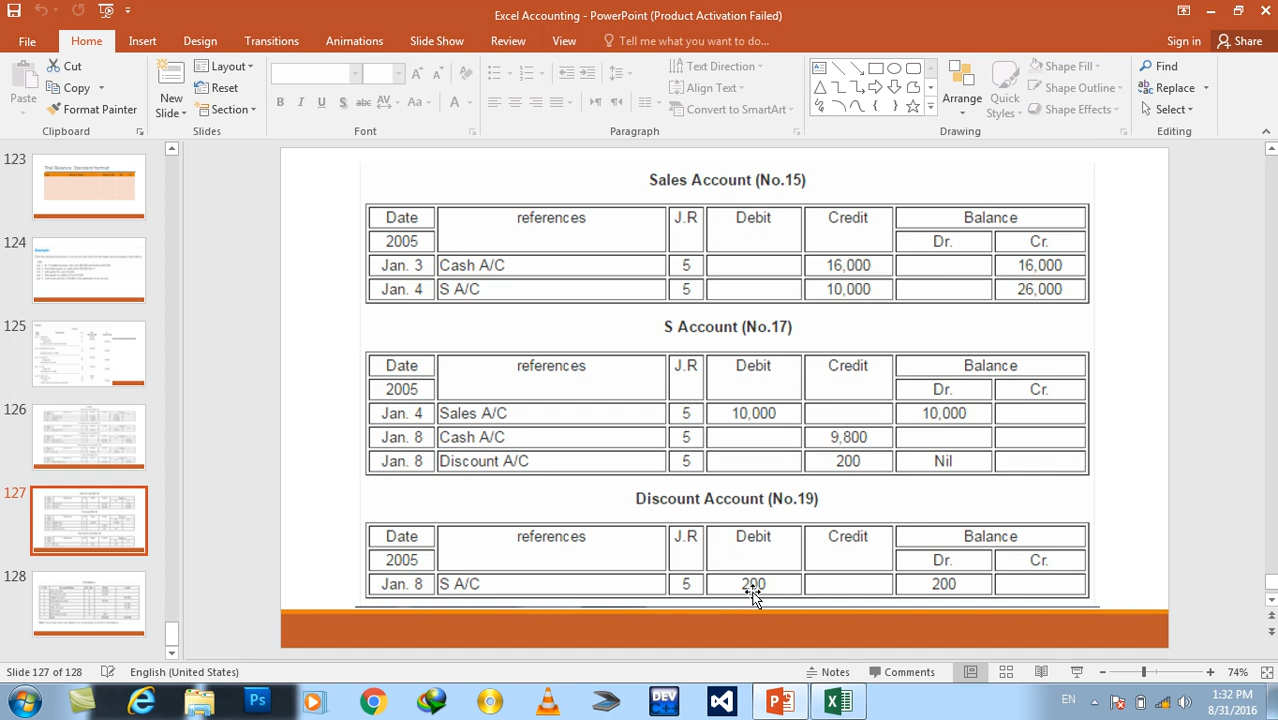 Excel Accounting - PowerPoint (Product Activation Failed)
File Home Insert Design Transitions Animations Slide Show Review View Tell me what you want to do... Sign in Share
Paste
Cut
Copy
Format Painter
Clipboard
New
Slide
Layout
Reset
Section
Slides
Font
Text Direction
Align Text
Convert to SmartArt
Paragraph
Arrange
Quick
Styles
Shape Fill
Shape Outline
Shape Effects
Drawing
Find
Replace
Select
Editing
123
124
125
126
127
128
Sales Account (No.15)
Date references J.R Debit Credit Balance
2005 Dr. Cr.
Jan. 3 Cash A/C 5 16,000 16,000
Jan. 4 S A/C 5 10,000 26,000
S Account (No.17)
Date references J.R Debit Credit Balance
2005 Dr. Cr.
Jan. 4 Sales A/C 5 10,000 10,000
Jan. 8 Cash A/C 5 9,800
Jan. 8 Discount A/C 5 200 Nil
Discount Account (No.19)
Date references J.R Debit Credit Balance
2005 Dr. Cr.
Jan. 8 S A/C 5 200 200
Slide 127 of 128 English (United States) Notes Comments 74%
Ps DEV EN 1:32 PM
8/31/2016